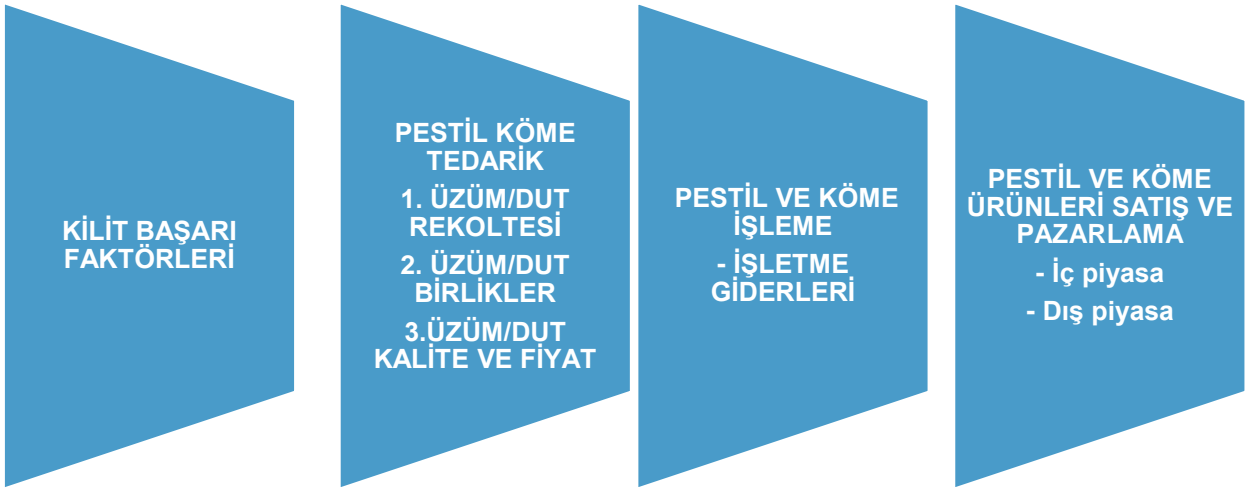 KİLİT BAŞARI
FAKTÖRLERİ
PESTİL KÖME
TEDARİK
1. ÜZÜM/DUT
REKOLTESİ
2. ÜZÜM/DUT
BİRLİKLER
3.ÜZÜM/DUT
KALİTE VE FİYAT
PESTİL VE KÖME
İŞLEME
- İŞLETME
GİDERLERİ
PESTİL VE KÖME
ÜRÜNLERİ SATIŞ VE
PAZARLAMA
- İç piyasa
- Dış piyasa